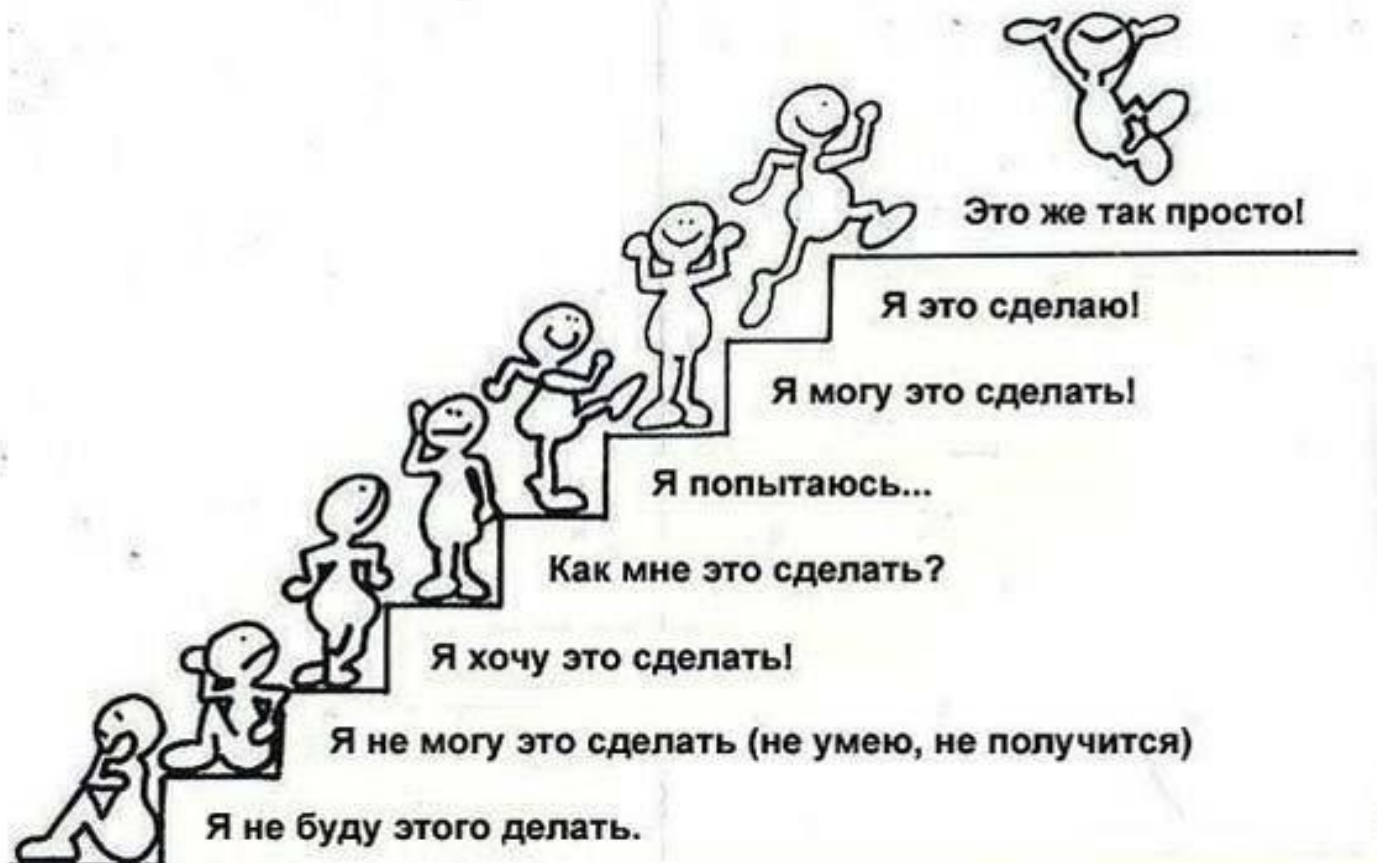 Это же так просто!
Я это сделаю!
Я могу это сделать!
Я попытаюсь...
Как мне это сделать?
Я хочу это сделать!
Я не могу это сделать (не умею, не получится)
Я не буду этого делать.